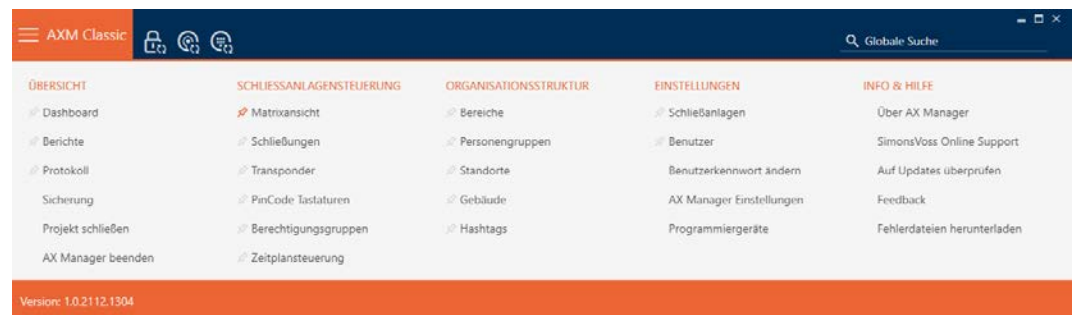 AXM Classic
Globale Suche
ÜBERSICHT
Dashboard
Berichte
Protokoll
Sicherung
Projekt schließen
AX Manager beenden
SCHLIESSANLAGENSTEUERUNG
Matrixansicht
Schließungen
Transponder
PinCode Tastaturen
Berechtigungsgruppen
Zeitplansteuerung
ORGANISATIONSSTRUKTUR
Bereiche
Personengruppen
Standorte
Gebäude
Hashtags
EINSTELLUNGEN
Schließanlagen
Benutzer
Benutzerkennwort ändern
AX Manager Einstellungen
Programmiergeräte
INFO & HILFE
Über AX Manager
SimonsVoss Online Support
Auf Updates überprüfen
Feedback
Fehlerdateien herunterladen
Version: 1.0.2112.1304